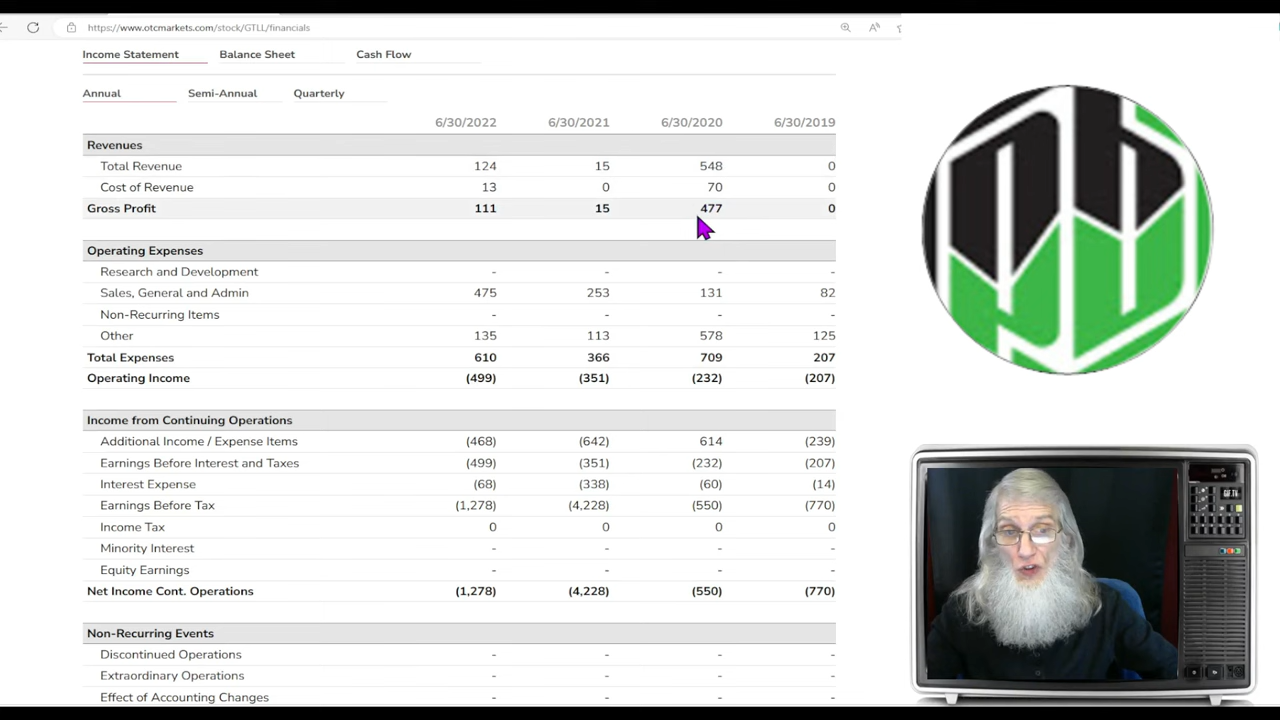 https://www.otcmarkets.com/stock/GTLL/financials
Income Statement Balance Sheet Cash Flow
Annual Semi-Annual Quarterly
6/30/2022 6/30/2021 6/30/2020 6/30/2019
Revenues
Total Revenue 124 15 548 0
Cost of Revenue 13 0 70 0
Gross Profit 111 15 477 0
Operating Expenses
Research and Development - - - -
Sales, General and Admin 475 253 131 82
Non-Recurring Items - - - -
Other 135 113 578 125
Total Expenses 610 366 709 207
Operating Income (499) (351) (232) (207)
Income from Continuing Operations
Additional Income / Expense Items (468) (642) 614 (239)
Earnings Before Interest and Taxes (499) (351) (232) (207)
Interest Expense (68) (338) (60) (14)
Earnings Before Tax (1,278) (4,228) (550) (770)
Income Tax 0 0 0 0
Minority Interest - - - -
Equity Earnings - - - -
Net Income Cont. Operations (1,278) (4,228) (550) (770)
Non-Recurring Events
Discontinued Operations - - - -
Extraordinary Operations - - - -
Effect of Accounting Changes - - - -
GIF.TV